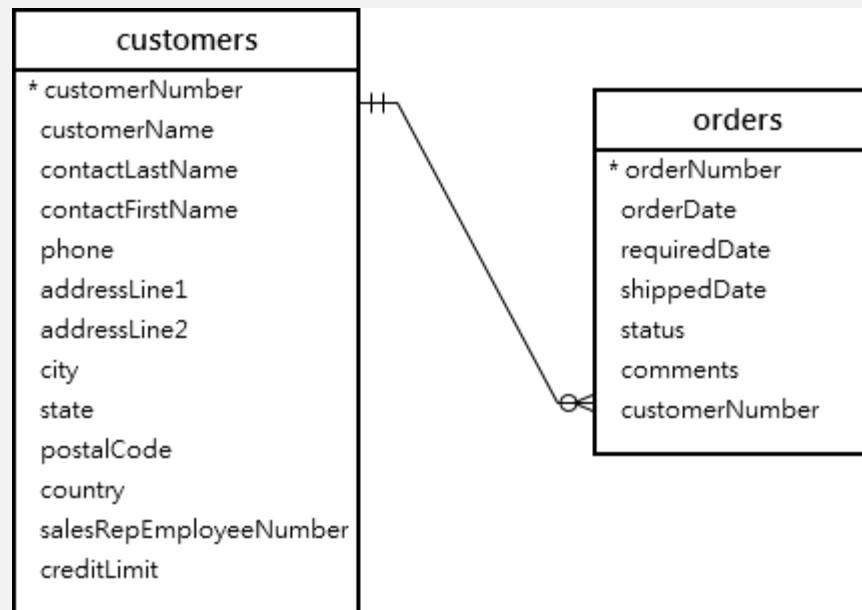 customers
* customerNumber
customerName
contactLastName
contactFirstName
phone
addressLine1
addressLine2
city
state
postalCode
country
salesRepEmployeeNumber
creditLimit
orders
* orderNumber
orderDate
requiredDate
shippedDate
status
comments
customerNumber